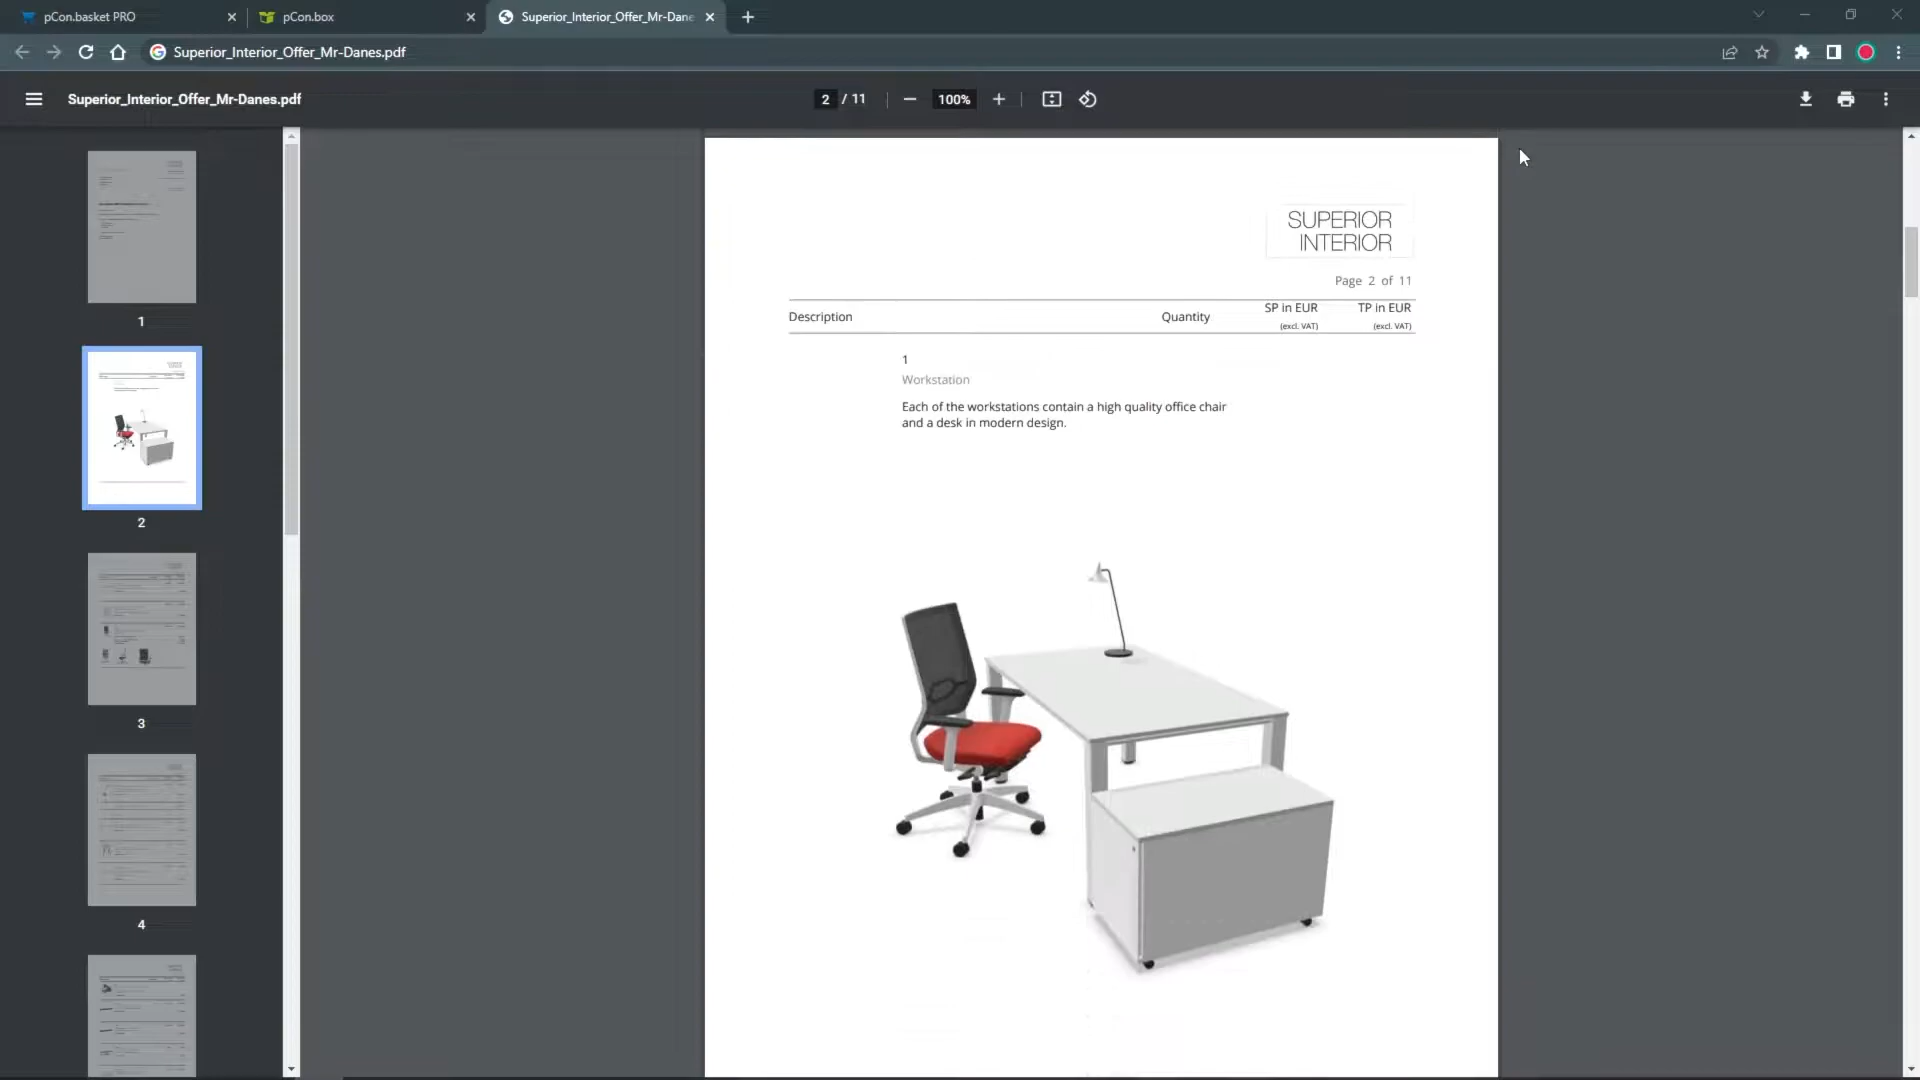 pCon.basket PRO
pCon.box
Superior_Interior_Offer_Mr-Dane
Superior_Interior_Offer_Mr-Danes.pdf
Superior_Interior_Offer_Mr-Danes.pdf
2 / 11
100%
1
2
3
4
SUPERIOR
INTERIOR
Page 2 of 11
Description Quantity SP in EUR TP in EUR
(excl. VAT) (excl. VAT)
1
Workstation
Each of the workstations contain a high quality office chair
and a desk in modern design.